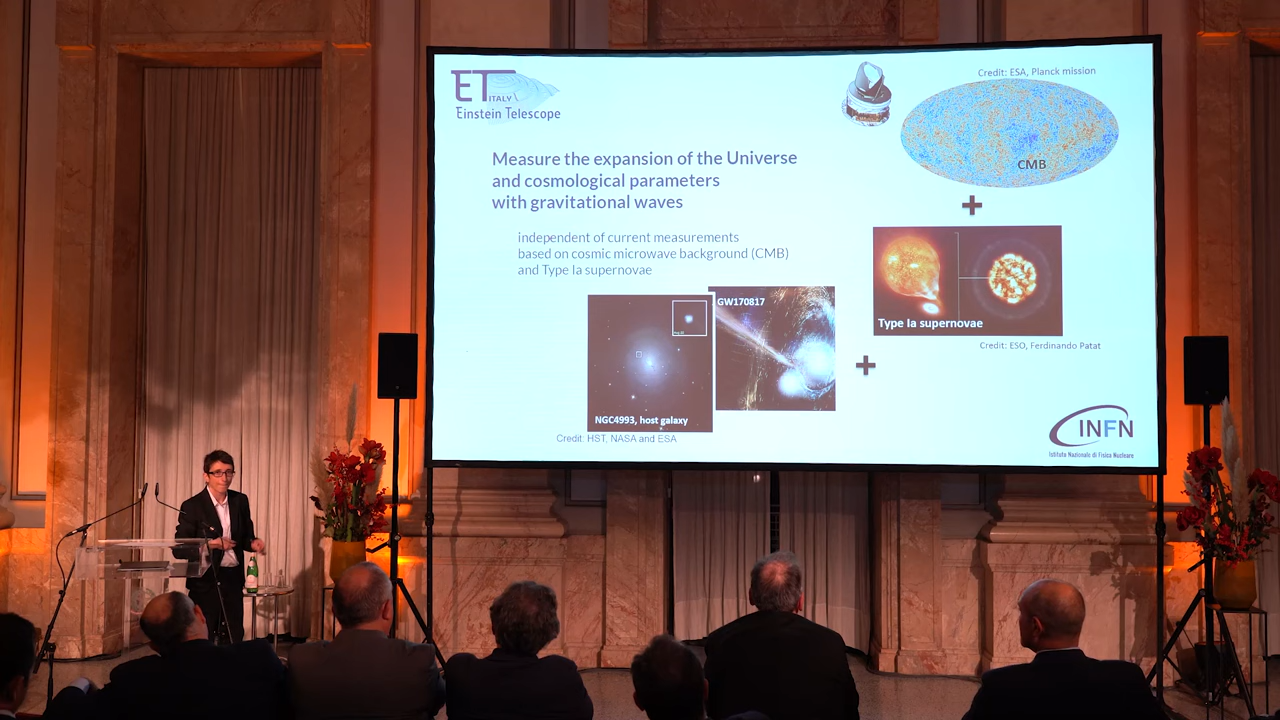 ET
ITALY
Einstein Telescope
Credit: ESA, Planck mission
CMB
Measure the expansion of the Universe
and cosmological parameters
with gravitational waves
independent of current measurements
based on cosmic microwave background (CMB)
and Type Ia supernovae
Type Ia supernovae
Credit: ESO, Ferdinando Patat
GW170817
NGC4993, host galaxy
Credit: HST, NASA and ESA
INFN
Istituto Nazionale di Fisica Nucleare